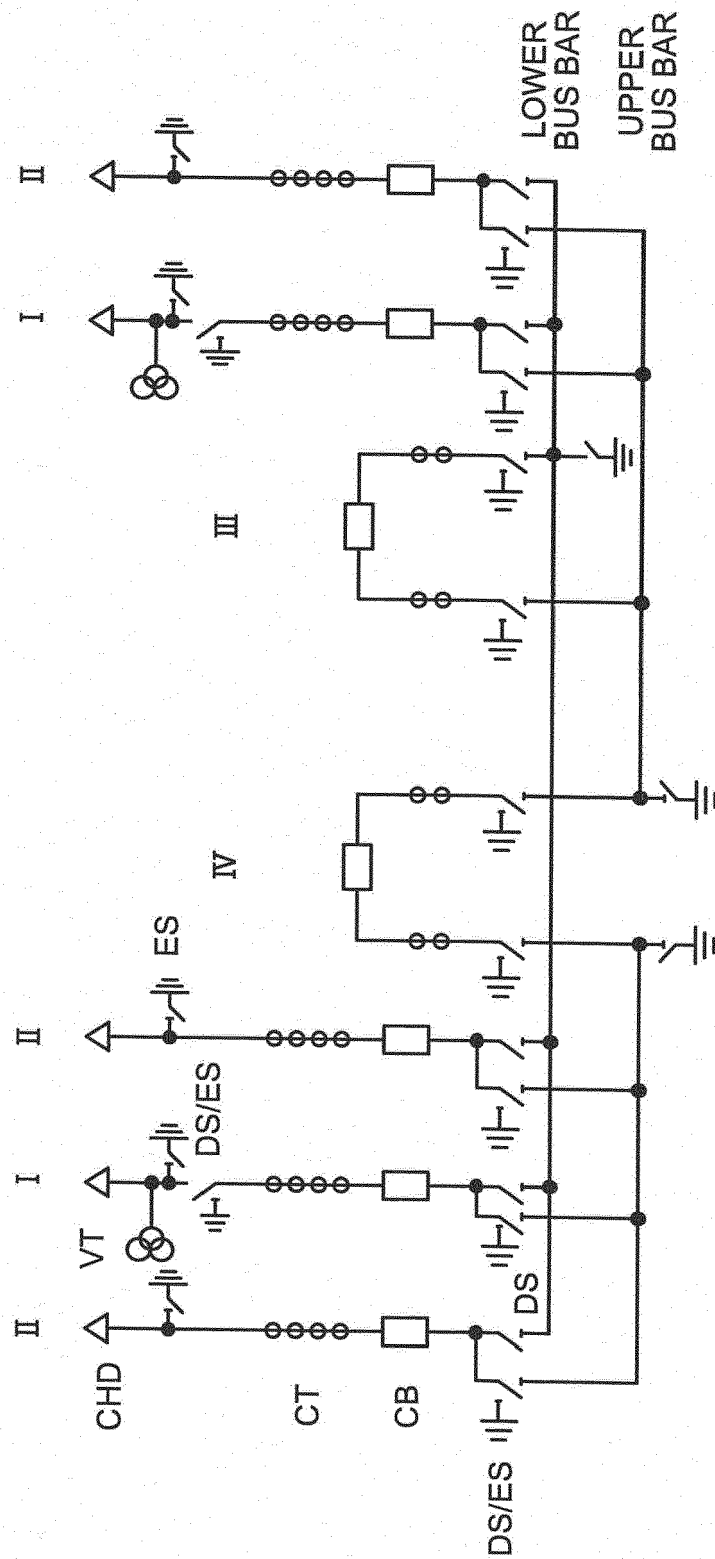 II
I
II
IV
III
I
II
CHD
VT
ES
DS/ES
CT
CB
DS/ES
DS
LOWER
BUS BAR
UPPER
BUS BAR